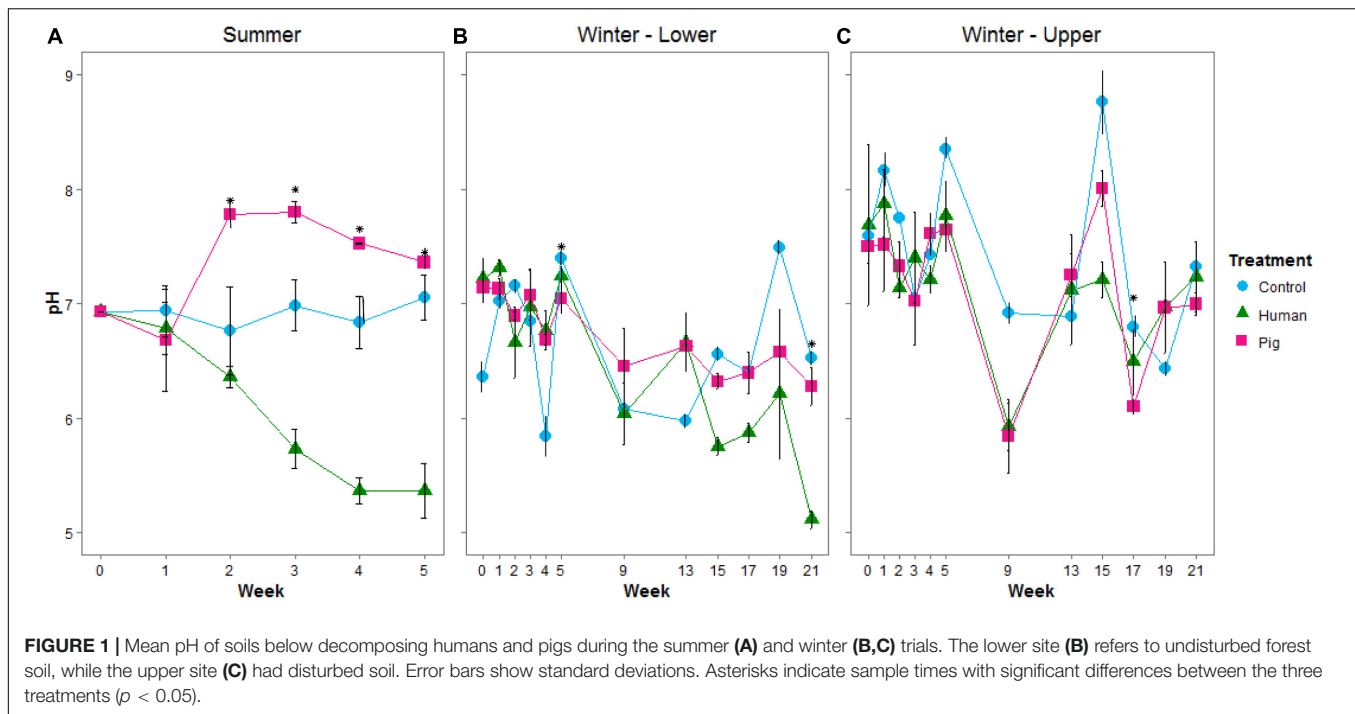 A Summer B Winter - Lower C Winter - Upper
9
8
7
6
5
pH
* * * * * * *
0 1 2 3 4 5 0 1 2 3 4 5 9 13 15 17 19 21 0 1 2 3 4 5 9 13 15 17 19 21
Week Week Week
Treatment
Control
Human
Pig
FIGURE 1 | Mean pH of soils below decomposing humans and pigs during the summer (A) and winter (B,C) trials. The lower site (B) refers to undisturbed forest
soil, while the upper site (C) had disturbed soil. Error bars show standard deviations. Asterisks indicate sample times with significant differences between the three
treatments (p < 0.05).